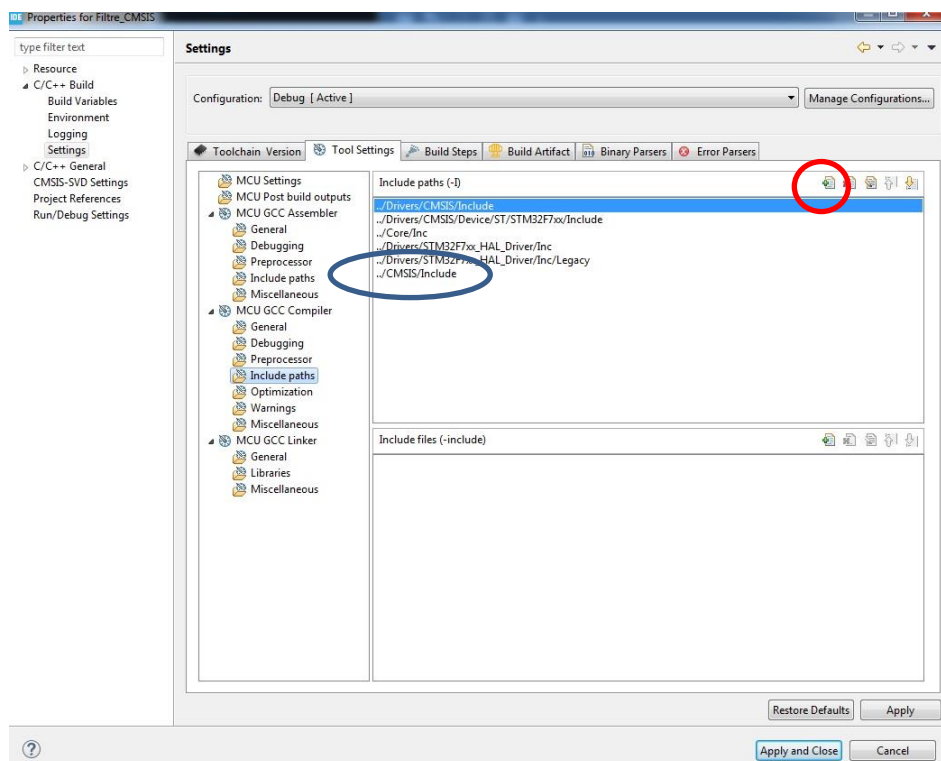 IDE Properties for Filtre_CMSIS
type filter text
Settings
Resource
C/C++ Build
Build Variables
Environment
Logging
Settings
C/C++ General
CMSIS-SVD Settings
Project References
Run/Debug Settings
Configuration: Debug [ Active ]
Manage Configurations...
Toolchain Version Tool Settings Build Steps Build Artifact Binary Parsers Error Parsers
MCU Settings
MCU Post build outputs
MCU GCC Assembler
General
Debugging
Preprocessor
Include paths
Miscellaneous
MCU GCC Compiler
General
Debugging
Preprocessor
Include paths
Optimization
Warnings
Miscellaneous
MCU GCC Linker
General
Libraries
Miscellaneous
Include paths (-I)
../Drivers/CMSIS/Include
../Drivers/CMSIS/Device/ST/STM32F7xx/Include
../Core/Inc
../Drivers/STM32F7xx_HAL_Driver/Inc
../Drivers/STM32F7xx_HAL_Driver/Inc/Legacy
../CMSIS/Include
Include files (-include)
Restore Defaults Apply
Apply and Close Cancel